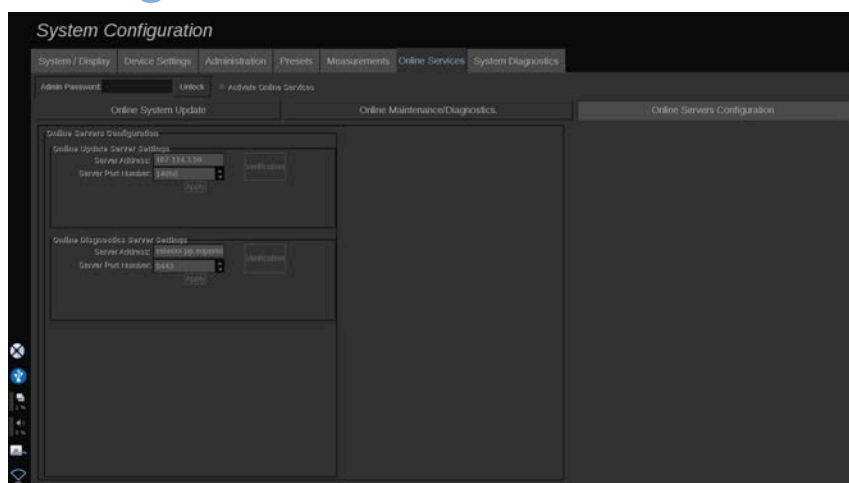 System Configuration
System / Display Device Settings Administration Presets Measurements Online Services System Diagnostics
Admin Password: Unlock Activate Online Services
Online System Update Online Maintenance/Diagnostics. Online Servers Configuration
Online Servers Configuration
Online Update Server Settings
Server Address:
Server Port Number: Verification
Apply
Online Diagnostics Server Settings
Server Address:
Server Port Number: 8443 Verification
Apply